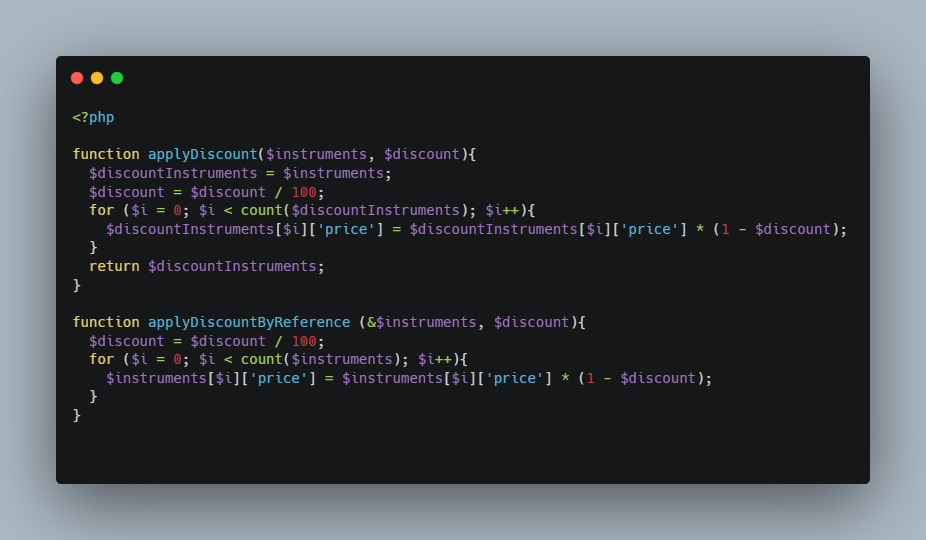 <?php
function applyDiscount($instruments, $discount){
  $discountInstruments = $instruments;
  $discount = $discount / 100;
  for ($i = 0; $i < count($discountInstruments); $i++){
    $discountInstruments[$i]['price'] = $discountInstruments[$i]['price'] * (1 - $discount);
  }
  return $discountInstruments;
}
function applyDiscountByReference (&$instruments, $discount){
  $discount = $discount / 100;
  for ($i = 0; $i < count($instruments); $i++){
    $instruments[$i]['price'] = $instruments[$i]['price'] * (1 - $discount);
  }
}